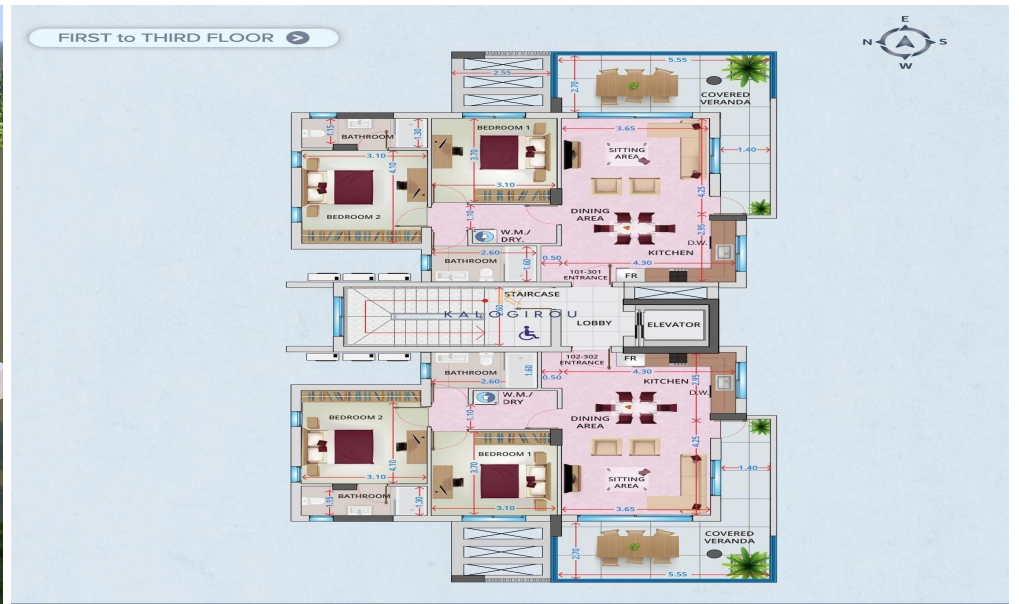 FIRST to THIRD FLOOR
E
N S
W
5.55
2.55
2.70
COVERED
VERANDA
1.15
BATHROOM
1.30
BEDROOM 1
3.65
3.10
4.10
3.70
SITTING
AREA
1.40
3.10
4.25
BEDROOM 2
1.10
DINING
AREA
W.M./
DRY.
2.95
D.W.
KITCHEN
2.60
BATHROOM
1.60
0.50
4.30
101-301
ENTRANCE
FR
STAIRCASE
KALOGIROU
LOBBY
ELEVATOR
102-302
ENTRANCE
FR
BATHROOM
1.60
2.60
0.50
4.30
KITCHEN
2.95
D.W.
W.M./
DRY
1.10
DINING
AREA
BEDROOM 2
4.25
BEDROOM 1
4.10
3.70
1.40
3.10
SITTING
AREA
1.15
BATHROOM
1.30
3.10
3.65
COVERED
VERANDA
2.70
5.55